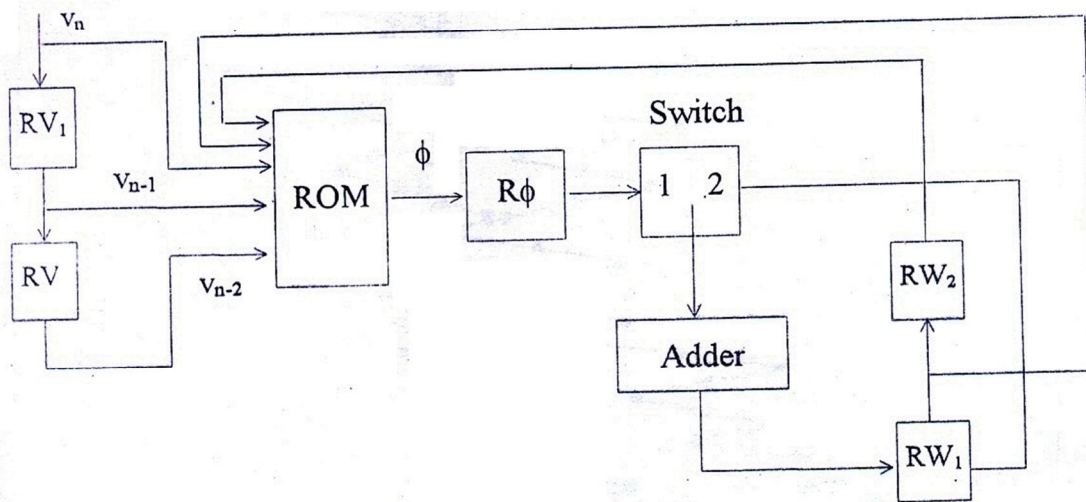 vₙ
Switch
RV₁
ϕ
1 2
ROM
Rϕ
vₙ₋₁
RV
vₙ₋₂
RW₂
Adder
RW₁